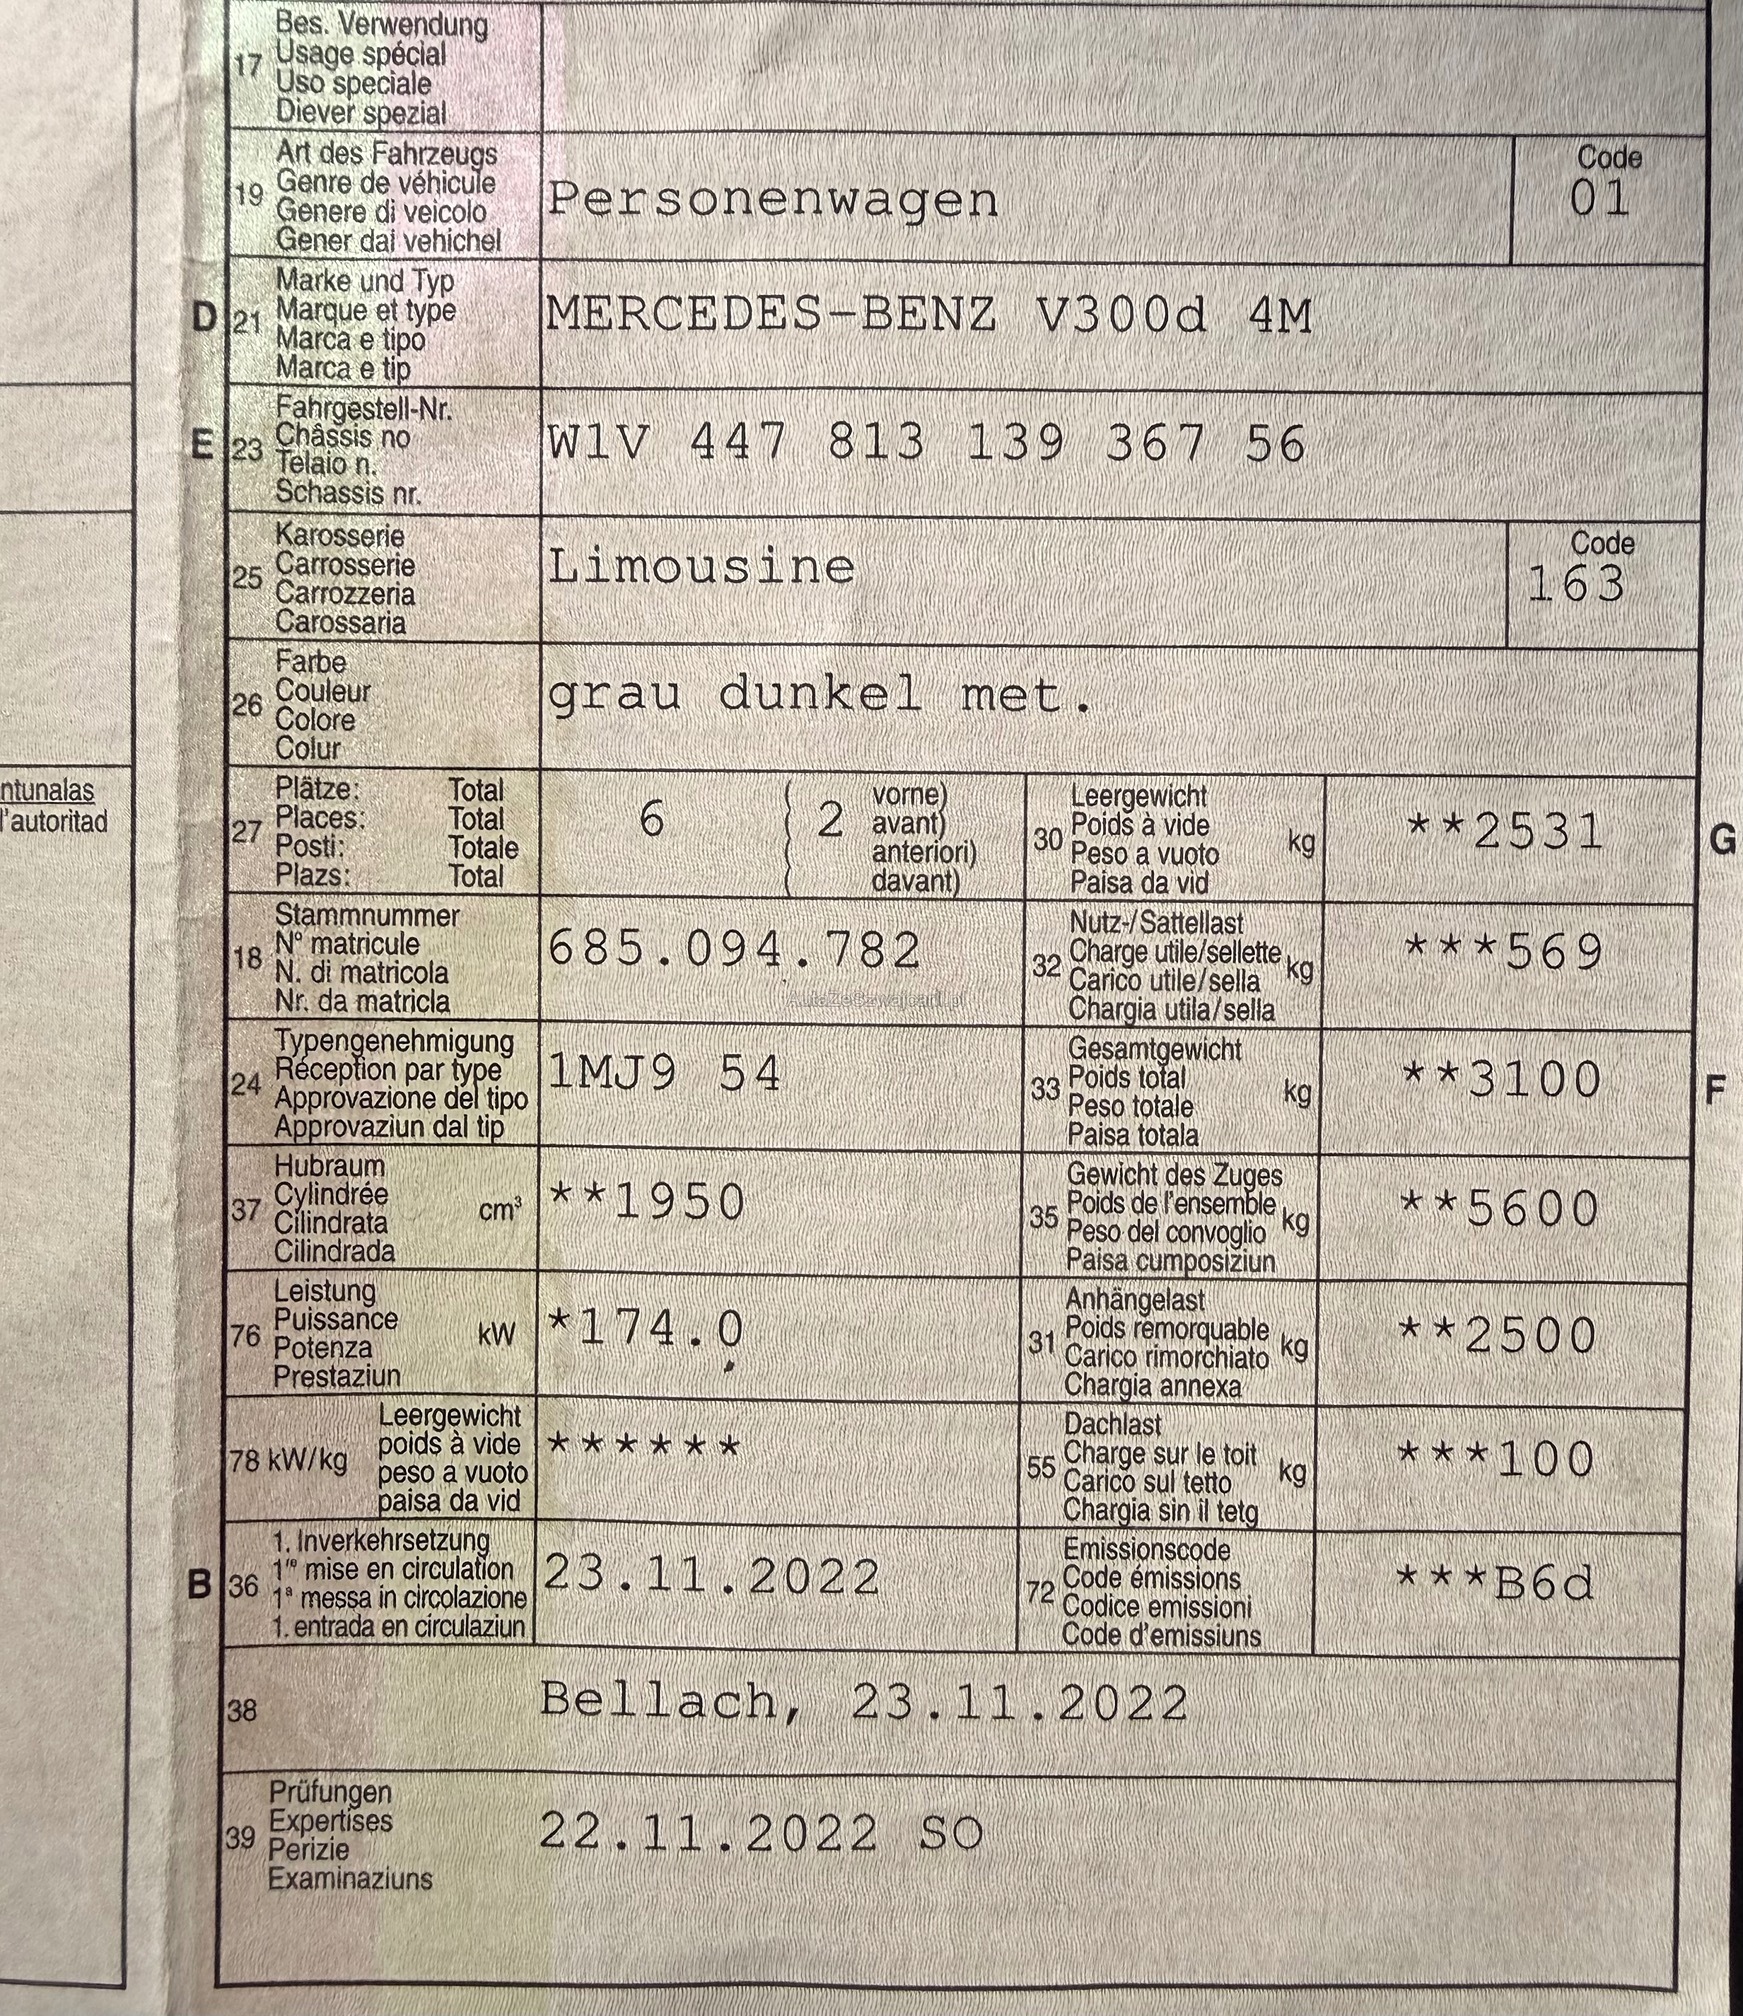 17 Bes. Verwendung
Usage spécial
Uso speciale
Diever spezial
19 Art des Fahrzeugs
Genre de véhicule
Genere di veicolo
Gener dal vehichel
Personenwagen
Code
01
D 21 Marke und Typ
Marque et type
Marca e tipo
Marca e tip
MERCEDES-BENZ V300d 4M
E 23 Fahrgestell-Nr.
Châssis no
Telaio n.
Schassis nr.
W1V 447 813 139 367 56
25 Karosserie
Carrosserie
Carrozzeria
Carossaria
Limousine
Code
163
26 Farbe
Couleur
Colore
Colur
grau dunkel met.
ntunalas
l'autoritad
27 Plätze: Total
Places: Total
Posti: Totale
Plazs: Total
6 ( 2 vorne)
avant)
anteriori)
davant)
30 Leergewicht
Poids à vide
Peso a vuoto
Paisa da vid
kg
**2531 G
18 Stammnummer
N° matricule
N. di matricola
Nr. da matricla
685.094.782
AutaZeSzwajcarii.pl
32 Nutz-/Sattellast
Charge utile/sellette
Carico utile/sella
Chargia utila/sella
kg
***569
24 Typengenehmigung
Réception par type
Approvazione del tipo
Approvaziun dal tip
1MJ9 54
33 Gesamtgewicht
Poids total
Peso totale
Paisa totala
kg
**3100 F
37 Hubraum
Cylindrée
Cilindrata
Cilindrada
cm³
**1950
35 Gewicht des Zuges
Poids de l'ensemble
Peso del convoglio
Paisa cumposiziun
kg
**5600
76 Leistung
Puissance
Potenza
Prestaziun
kW
*174.0
31 Anhängelast
Poids remorquable
Carico rimorchiato
Chargia annexa
kg
**2500
78 kW/kg Leergewicht
poids à vide
peso a vuoto
paisa da vid
******
55 Dachlast
Charge sur le toit
Carico sul tetto
Chargia sin il tetg
kg
***100
B 36 1. Inverkehrsetzung
1re mise en circulation
1a messa in circolazione
1. entrada en circulaziun
23.11.2022
72 Emissionscode
Code émissions
Codice emissioni
Code d'emissiuns
***B6d
38 Bellach, 23.11.2022
39 Prüfungen
Expertises
Perizie
Examinaziuns
22.11.2022 SO